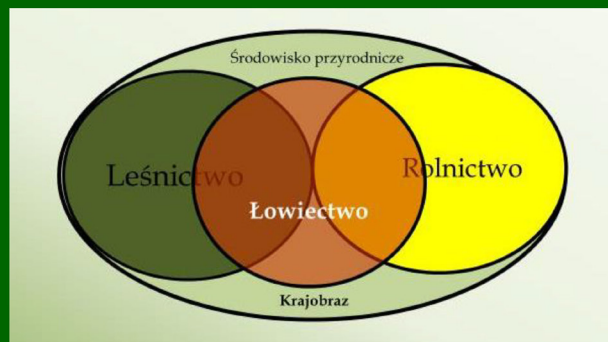 Środowisko przyrodnicze
Leśnictwo
Rolnictwo
Łowiectwo
Krajobraz